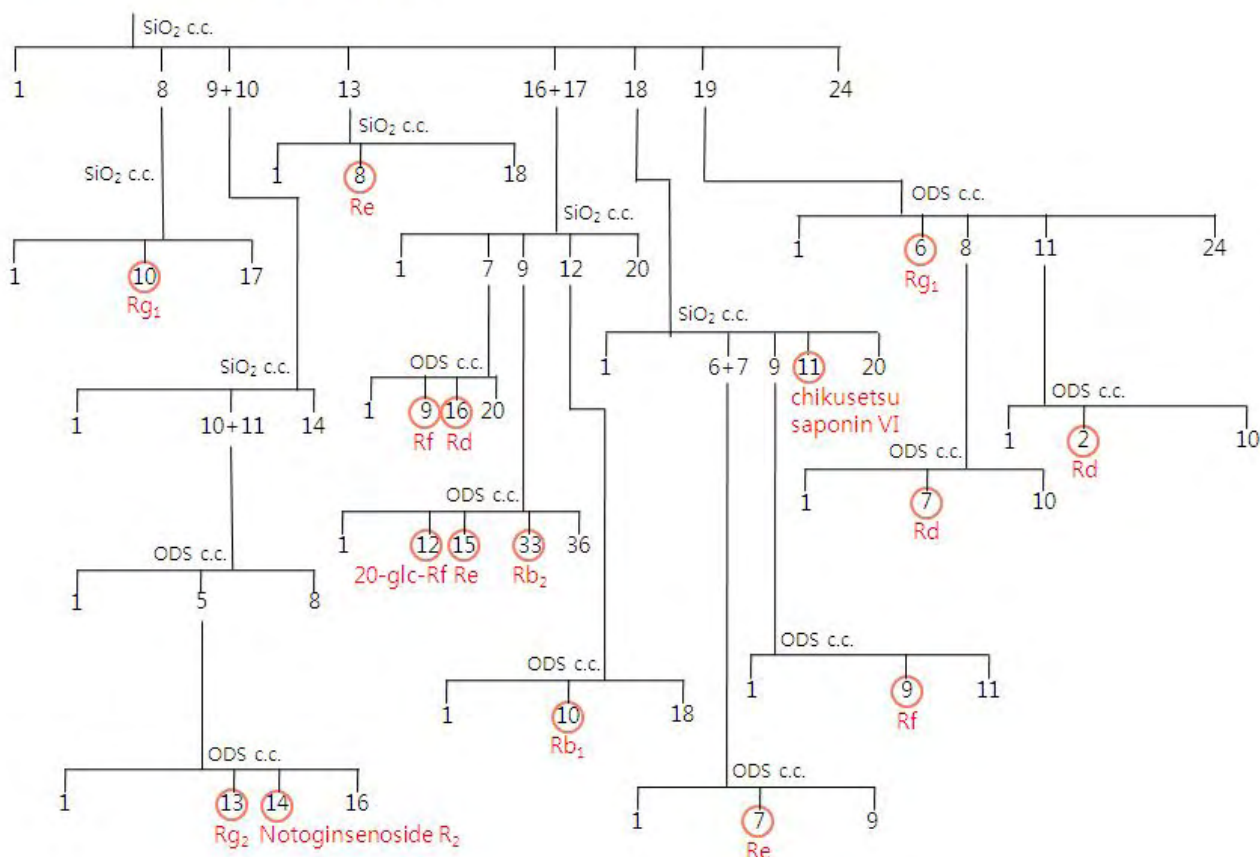 SiO₂ c.c.
1 8 9+10 13 16+17 18 19 24
SiO₂ c.c.
1 8 18
Re
SiO₂ c.c.
1 10 17
Rg₁
SiO₂ c.c.
1 7 9 12 20
ODS c.c.
1 6 8 11 24
Rg₁
SiO₂ c.c.
1 6+7 9 11 20
chikusetsu
saponin VI
SiO₂ c.c.
1 10+11 14
ODS c.c.
1 9 16 20
Rf Rd
ODS c.c.
1 2 10
Rd
ODS c.c.
1 7 10
Rd
ODS c.c.
1 12 15 33 36
20-glc-Rf Re Rb₂
ODS c.c.
1 5 8
ODS c.c.
1 10 18
Rb₁
ODS c.c.
1 9 11
Rf
ODS c.c.
1 13 14 16
Rg₂ Notoginsenoside R₂
ODS c.c.
1 7 9
Re